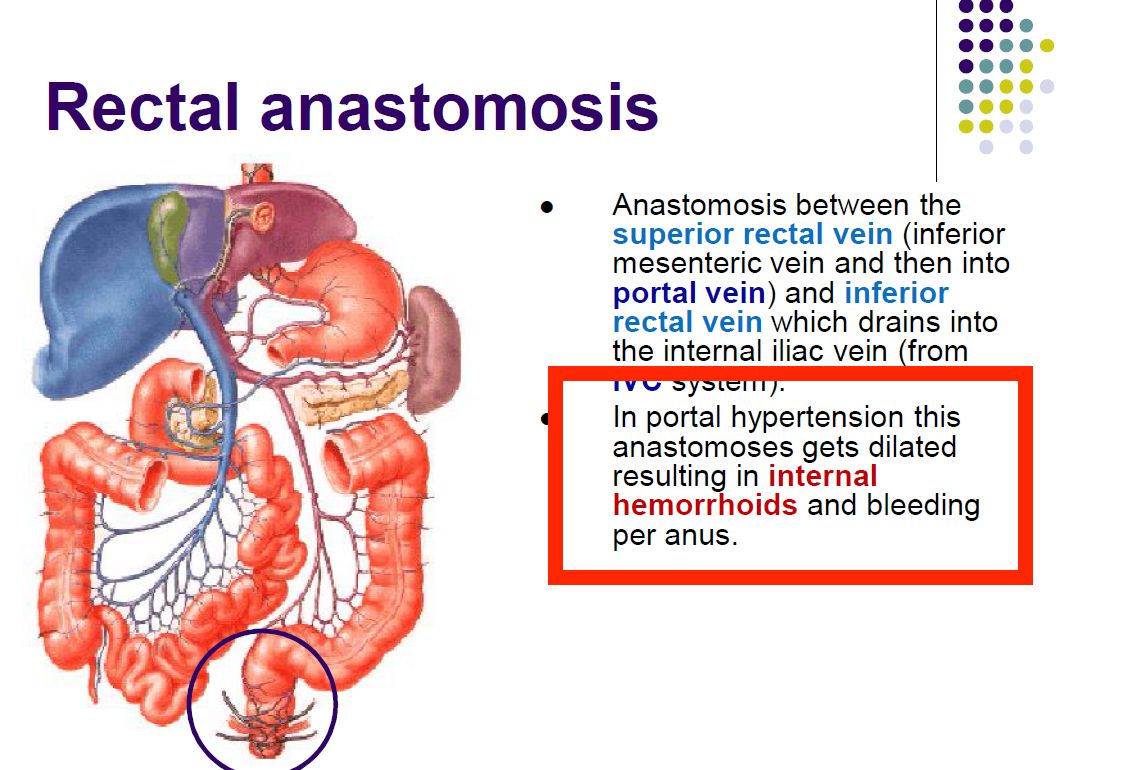 Rectal anastomosis
Anastomosis between the
superior rectal vein (inferior
mesenteric vein and then into
portal vein) and inferior
rectal vein which drains into
the internal iliac vein (from
IVC system).
In portal hypertension this
anastomoses gets dilated
resulting in internal
hemorrhoids and bleeding
per anus.